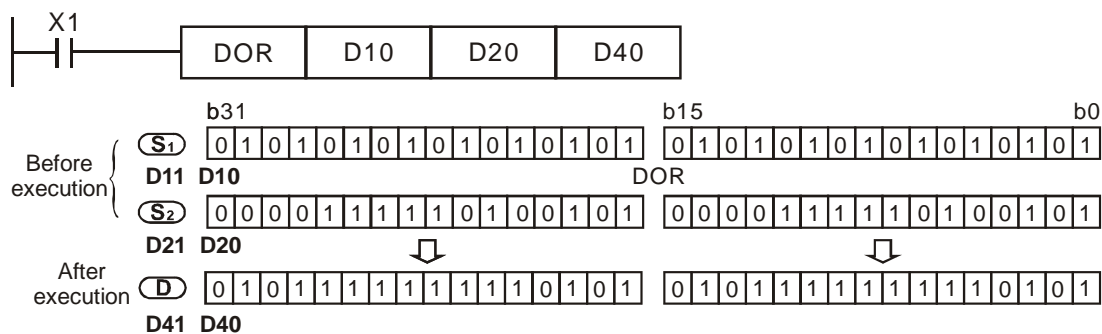 X1
DOR D10 D20 D40
b31 b15 b0
Before execution
S1 0 1 0 1 0 1 0 1 0 1 0 1 0 1 0 1 0 1 0 1 0 1 0 1 0 1 0 1 0 1 0 1
D11 D10 DOR
S2 0 0 0 0 1 1 1 1 1 0 1 0 0 1 0 1 0 0 0 0 1 1 1 1 1 0 1 0 0 1 0 1
D21 D20
After execution
D 0 1 0 1 1 1 1 1 1 1 1 1 0 1 0 1 0 1 0 1 1 1 1 1 1 1 1 1 0 1 0 1
D41 D40